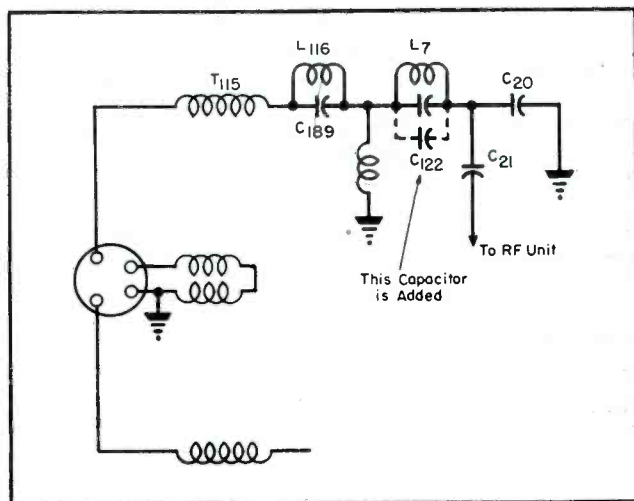 L116
L7
T115
C20
C189
C122
C21
To RF Unit
This Capacitor
is Added